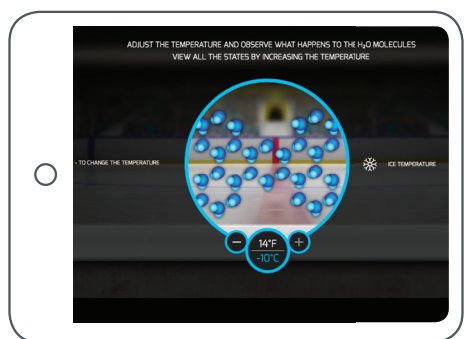 ADJUST THE TEMPERATURE AND OBSERVE WHAT HAPPENS TO THE H₂O MOLECULES
VIEW ALL THE STATES BY INCREASING THE TEMPERATURE
- TO CHANGE THE TEMPERATURE
ICE TEMPERATURE
− 14°F +
-10°C